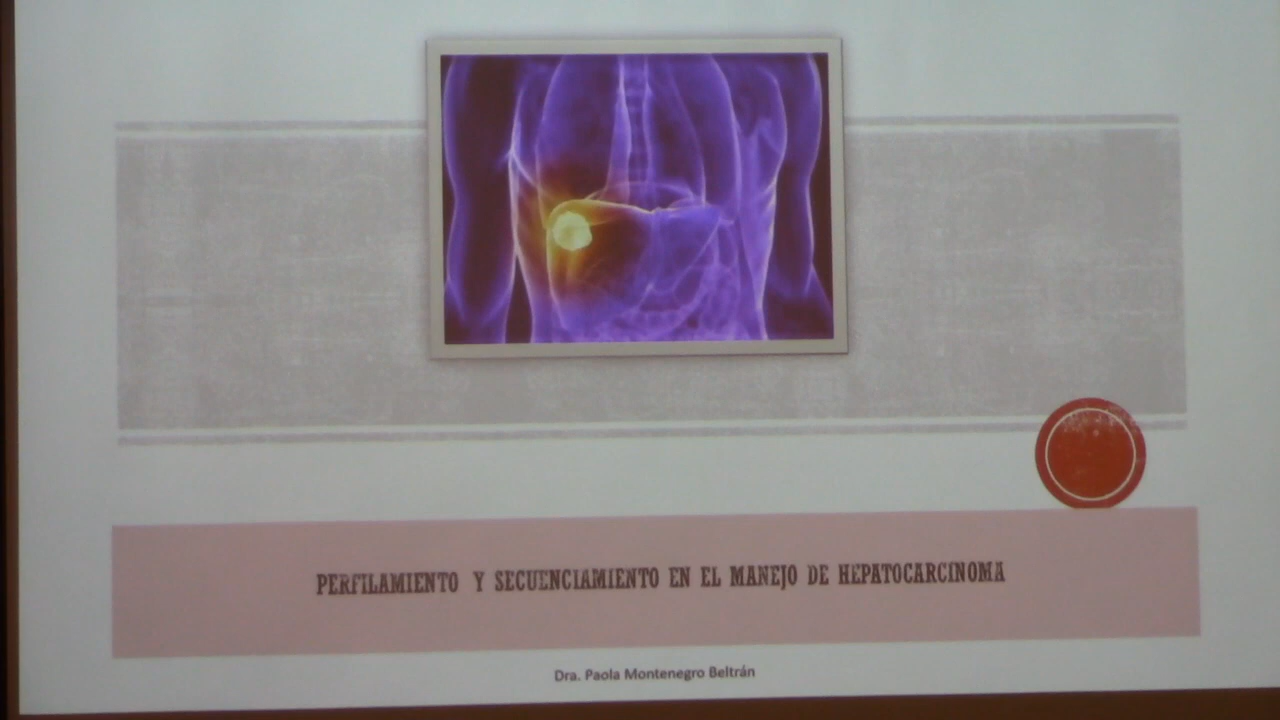 PERFILAMIENTO Y SECUENCIAMIENTO EN EL MANEJO DE HEPATOCARCINOMA
Dra. Paola Montenegro Beltrán